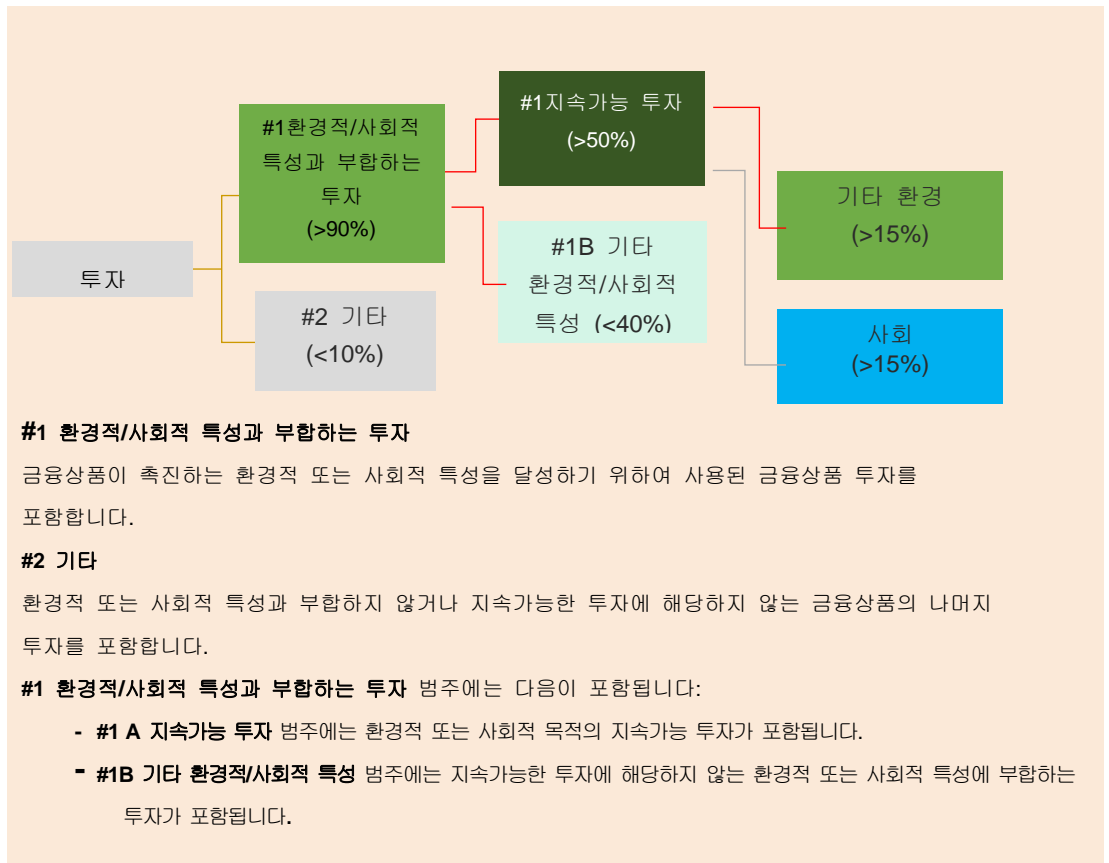 #1지속가능 투자
(>50%)
#1환경적/사회적
특성과 부합하는
투자
(>90%)
기타 환경
(>15%)
#1B 기타
환경적/사회적
특성 (<40%)
투자
#2 기타
(<10%)
사회
(>15%)
#1 환경적/사회적 특성과 부합하는 투자
금융상품이 촉진하는 환경적 또는 사회적 특성을 달성하기 위하여 사용된 금융상품 투자를
포함합니다.
#2 기타
환경적 또는 사회적 특성과 부합하지 않거나 지속가능한 투자에 해당하지 않는 금융상품의 나머지
투자를 포함합니다.
#1 환경적/사회적 특성과 부합하는 투자 범주에는 다음이 포함됩니다:
- #1 A 지속가능 투자 범주에는 환경적 또는 사회적 목적의 지속가능 투자가 포함됩니다.
- #1B 기타 환경적/사회적 특성 범주에는 지속가능한 투자에 해당하지 않는 환경적 또는 사회적 특성에 부합하는
투자가 포함됩니다.